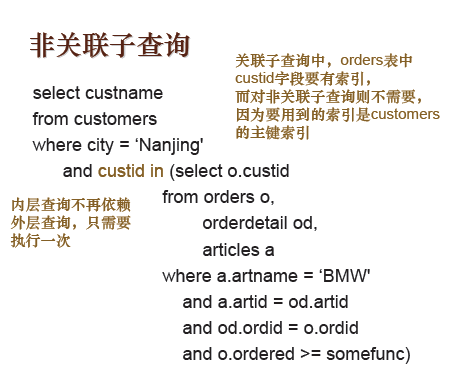 非关联子查询
关联子查询中，orders表中
custid字段要有索引，
而对非关联子查询则不需要，
因为要用到的索引是customers
的主键索引
select custname
from customers
where city = ‘Nanjing'
and custid in (select o.custid
from orders o,
orderdetail od,
articles a
where a.artname = ‘BMW'
and a.artid = od.artid
and od.ordid = o.ordid
and o.ordered >= somefunc)
内层查询不再依赖
外层查询，只需要
执行一次